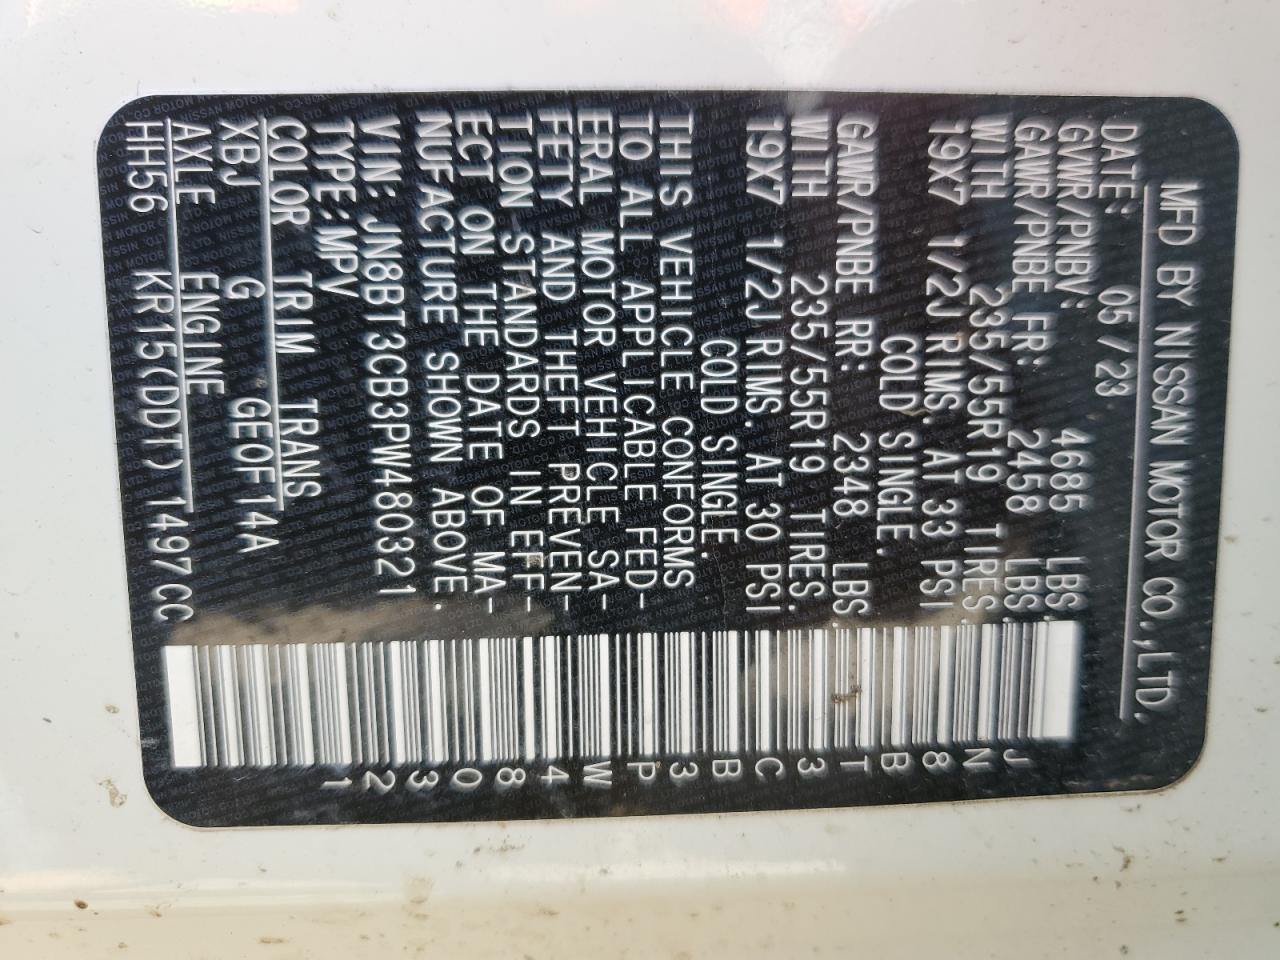 MFD BY NISSAN MOTOR CO.,LTD.
DATE: 05/23
GVWR/PNBV: 4685 LBS.
GAWR/PNBE FR: 2458 LBS.
WITH 235/55R19 TIRES.
19X7 1/2J RIMS. AT 33 PSI
COLD SINGLE.
GAWR/PNBE RR: 2348 LBS.
WITH 235/55R19 TIRES.
19X7 1/2J RIMS. AT 30 PSI
COLD SINGLE.
THIS VEHICLE CONFORMS
TO ALL APPLICABLE FED-
ERAL MOTOR VEHICLE SA-
FETY AND THEFT PREVEN-
TION STANDARDS IN EFF-
ECT ON THE DATE OF MA-
NUFACTURE SHOWN ABOVE.
VIN: JN8BT3CB3PW480321
TYPE:MPV
COLOR TRIM TRANS
XBJ G GE0F14A
AXLE ENGINE
HH56 KR15(DDT) 1497CC
JN8BT3CB3PW480321